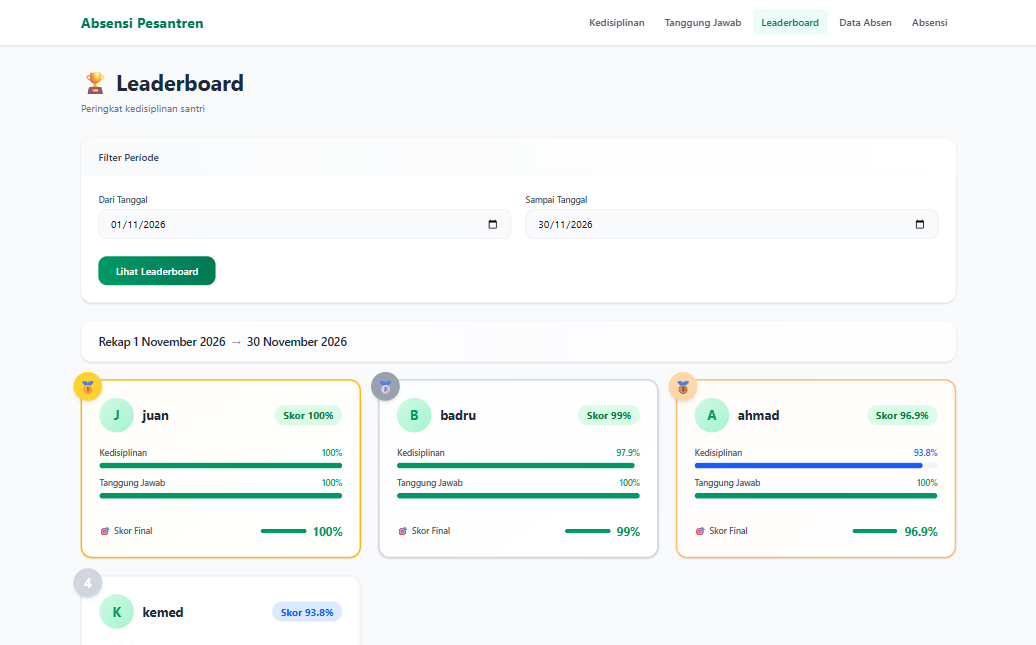 Absensi Pesantren
Kedisiplinan Tanggung Jawab Leaderboard Data Absen Absensi
Leaderboard
Peringkat kedisiplinan santri
Filter Periode
Dari Tanggal
01/11/2026
Sampai Tanggal
30/11/2026
Lihat Leaderboard
Rekap 1 November 2026 → 30 November 2026
J juan Skor 100%
Kedisiplinan 100%
Tanggung Jawab 100%
Skor Final 100%
B badru Skor 99%
Kedisiplinan 97.9%
Tanggung Jawab 100%
Skor Final 99%
A ahmad Skor 96.9%
Kedisiplinan 93.8%
Tanggung Jawab 100%
Skor Final 96.9%
4
K kemed Skor 93.8%